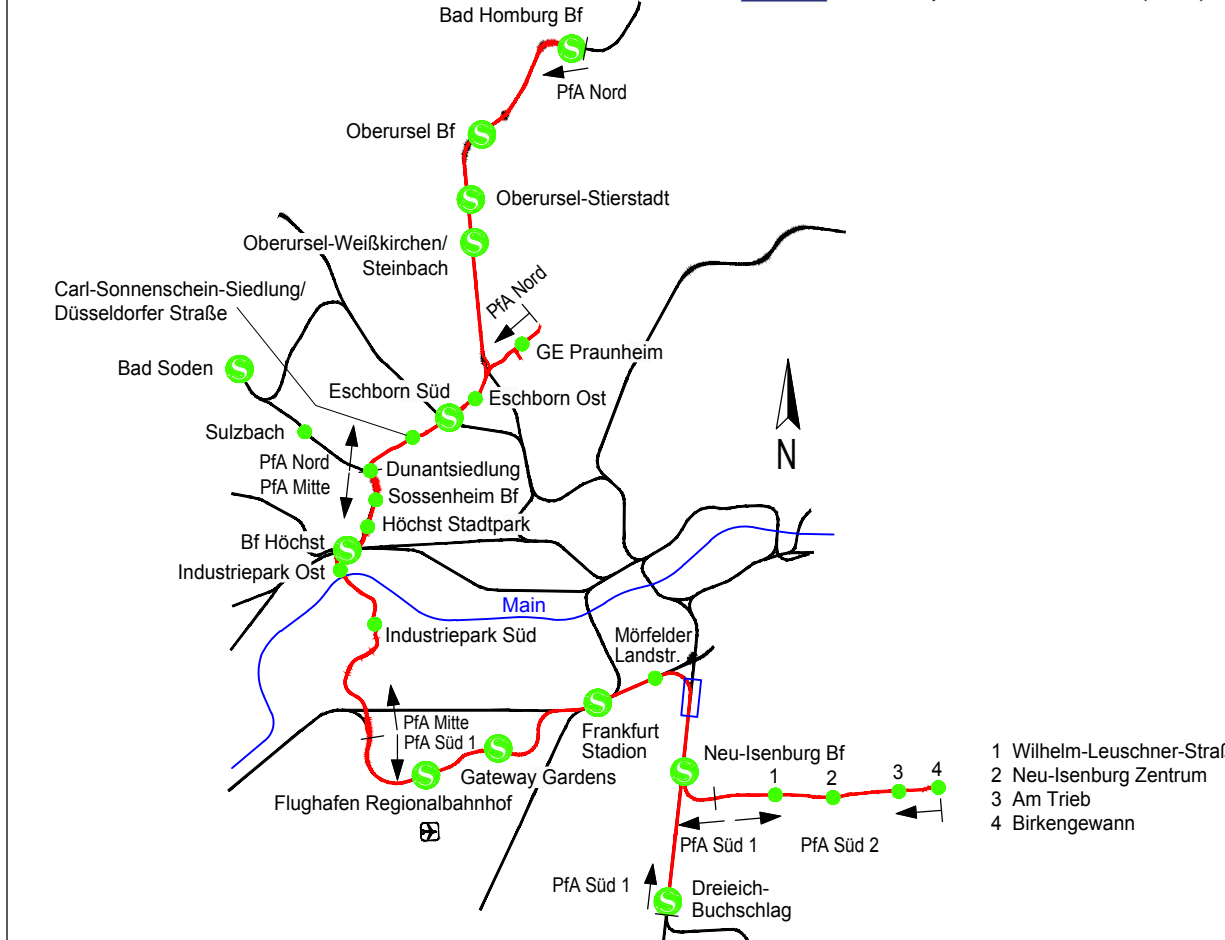 Bad Homburg Bf
PfA Nord
Oberursel Bf
Oberursel-Stierstadt
Oberursel-Weißkirchen/
Steinbach
PfA Nord
Carl-Sonnenschein-Siedlung/
Düsseldorfer Straße
GE Praunheim
Bad Soden
Eschborn Süd
Eschborn Ost
Sulzbach
PfA Nord
PfA Mitte
Dunantsiedlung
Sossenheim Bf
N
Höchst Stadtpark
Bf Höchst
Industriepark Ost
Main
Industriepark Süd
Mörfelder
Landstr.
PfA Mitte
PfA Süd 1
Frankfurt
Stadion
Gateway Gardens
Flughafen Regionalbahnhof
Neu-Isenburg Bf
1
2
3
4
1 Wilhelm-Leuschner-Straß
2 Neu-Isenburg Zentrum
3 Am Trieb
4 Birkengewann
PfA Süd 1
PfA Süd 2
PfA Süd 1
Dreieich-
Buchschlag